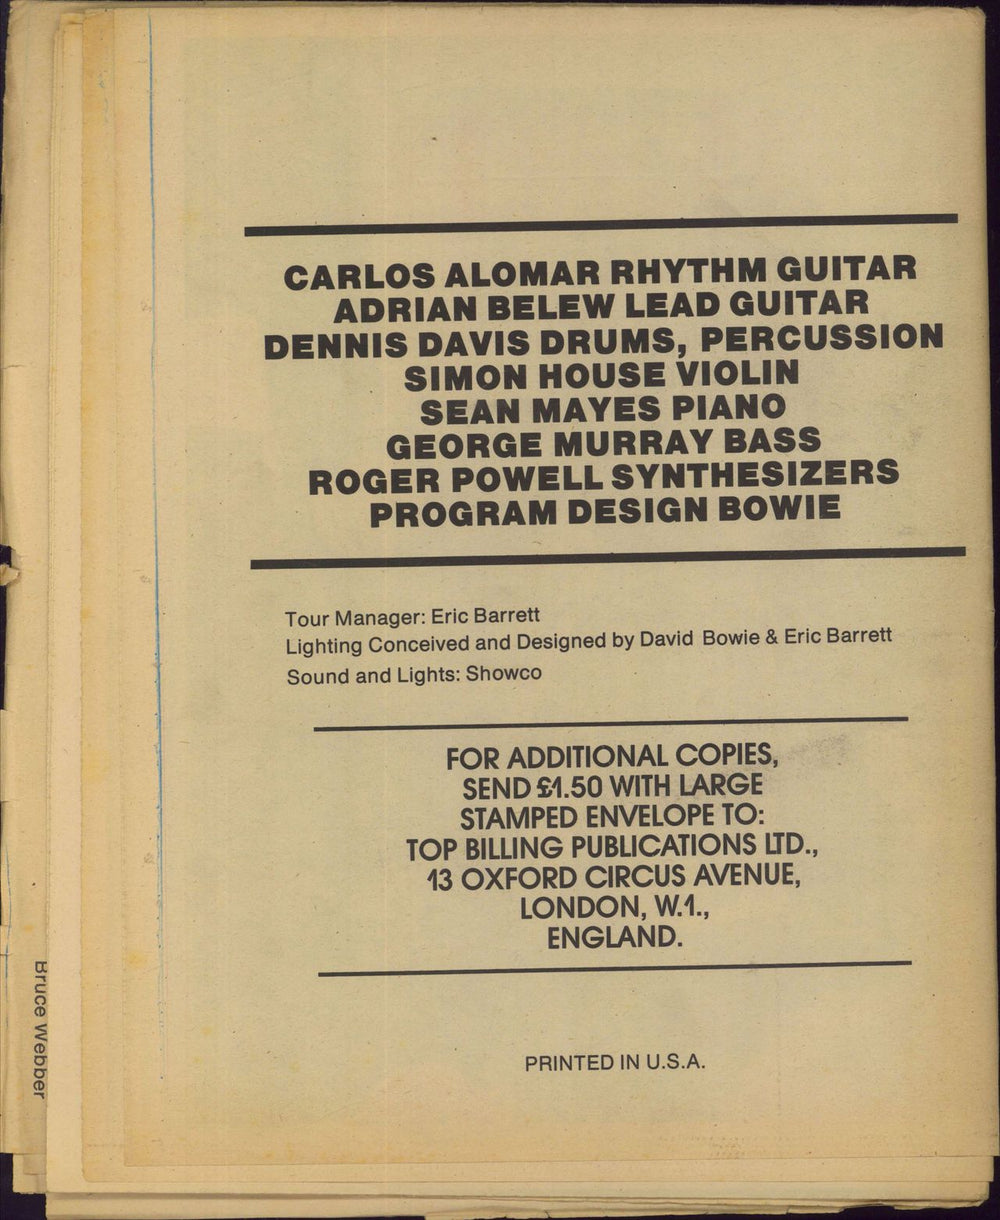 CARLOS ALOMAR RHYTHM GUITAR
ADRIAN BELEW LEAD GUITAR
DENNIS DAVIS DRUMS, PERCUSSION
SIMON HOUSE VIOLIN
SEAN MAYES PIANO
GEORGE MURRAY BASS
ROGER POWELL SYNTHESIZERS
PROGRAM DESIGN BOWIE
Tour Manager: Eric Barrett
Lighting Conceived and Designed by David Bowie & Eric Barrett
Sound and Lights: Showco
FOR ADDITIONAL COPIES,
SEND £1.50 WITH LARGE
STAMPED ENVELOPE TO:
TOP BILLING PUBLICATIONS LTD.,
13 OXFORD CIRCUS AVENUE,
LONDON, W.1.,
ENGLAND.
PRINTED IN U.S.A.
Bruce Webber